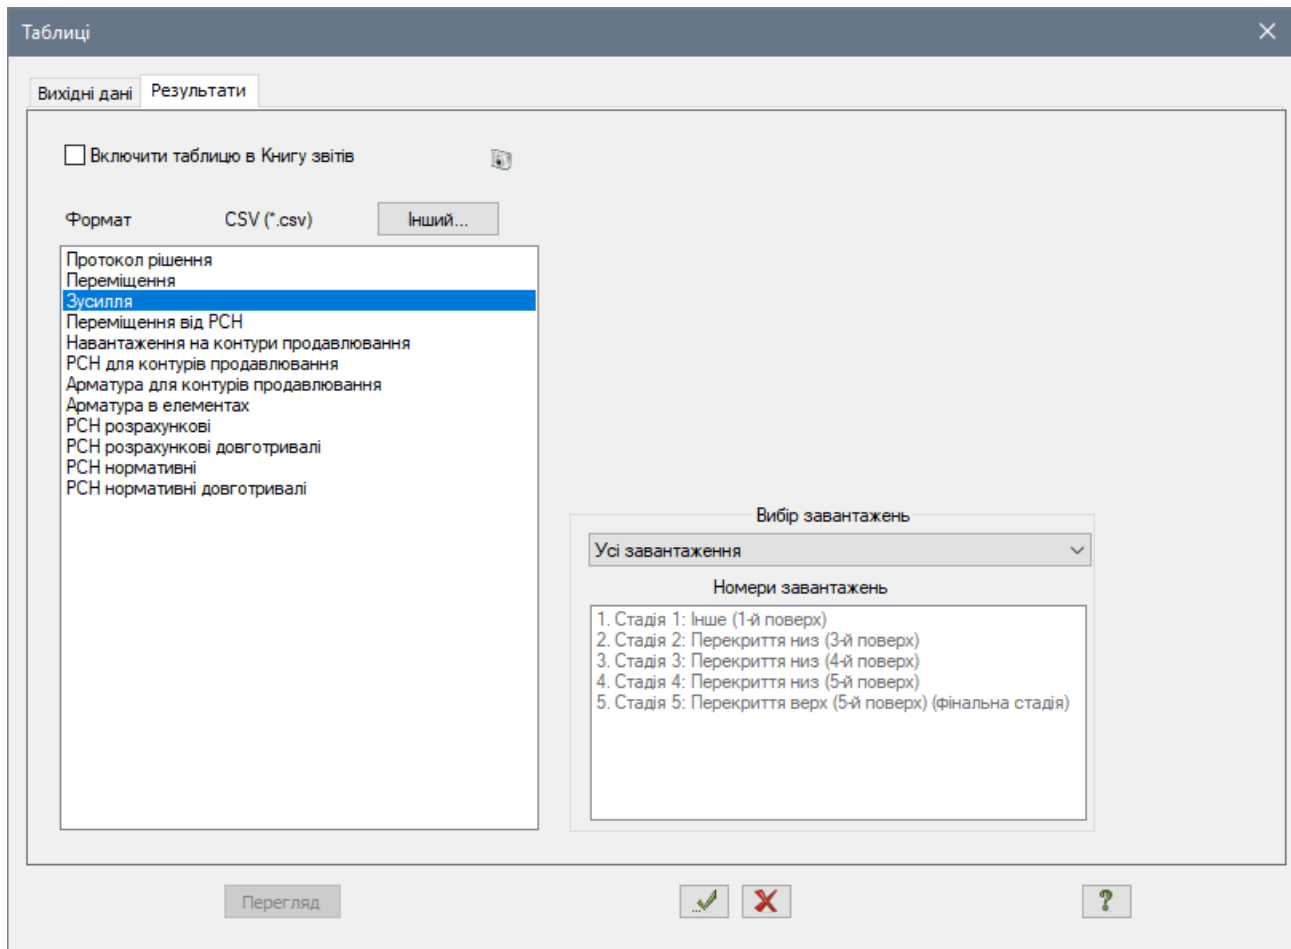 Таблиці
Вихідні дані
Результати
Включити таблицю в Книгу звітів
Формат
CSV (*.csv)
Інший...
Протокол рішення
Переміщення
Зусилля
Переміщення від РСН
Навантаження на контури продавлювання
РСН для контурів продавлювання
Арматура для контурів продавлювання
Арматура в елементах
РСН розрахункові
РСН розрахункові довготривалі
РСН нормативні
РСН нормативні довготривалі
Вибір завантажень
Усі завантаження
Номери завантажень
1. Стадія 1: Інше (1-й поверх)
2. Стадія 2: Перекриття низ (3-й поверх)
3. Стадія 3: Перекриття низ (4-й поверх)
4. Стадія 4: Перекриття низ (5-й поверх)
5. Стадія 5: Перекриття верх (5-й поверх) (фінальна стадія)
Перегляд
?